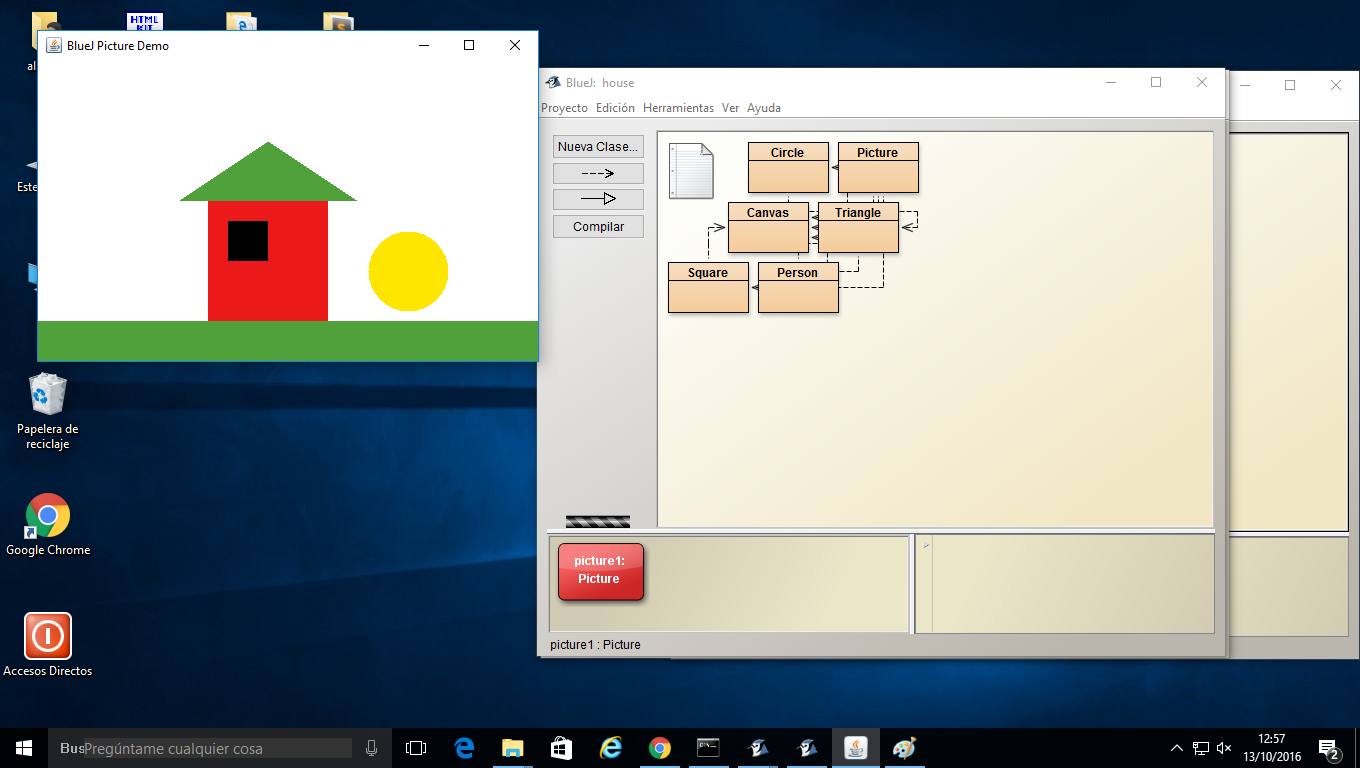 HTML
KIT
al
BlueJ Picture Demo
BlueJ: house
Proyecto Edición Herramientas Ver Ayuda
Nueva Clase...
Compilar
Circle
Picture
Canvas
Triangle
Square
Person
Este
Papelera de
reciclaje
Google Chrome
Accesos Directos
picture1:
Picture
>
picture1 : Picture
Bus Pregúntame cualquier cosa
12:57
13/10/2016
2